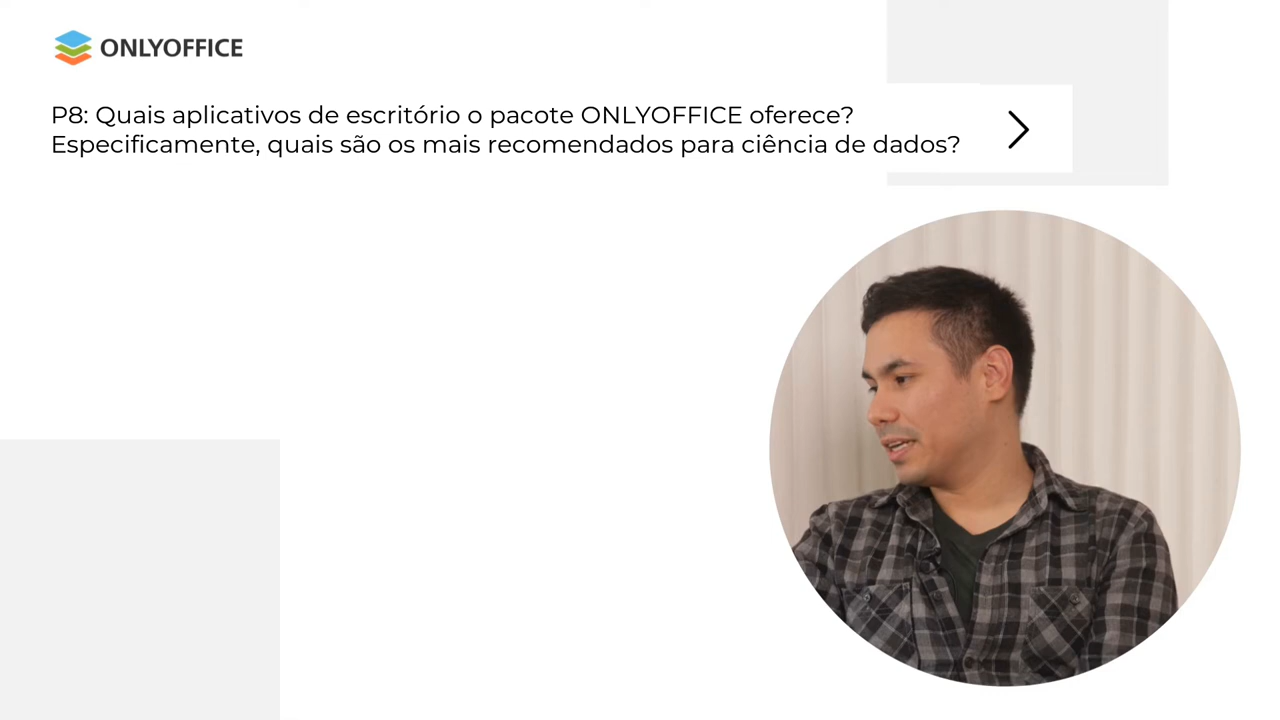 ONLYOFFICE
P8: Quais aplicativos de escritório o pacote ONLYOFFICE oferece?
Especificamente, quais são os mais recomendados para ciência de dados?